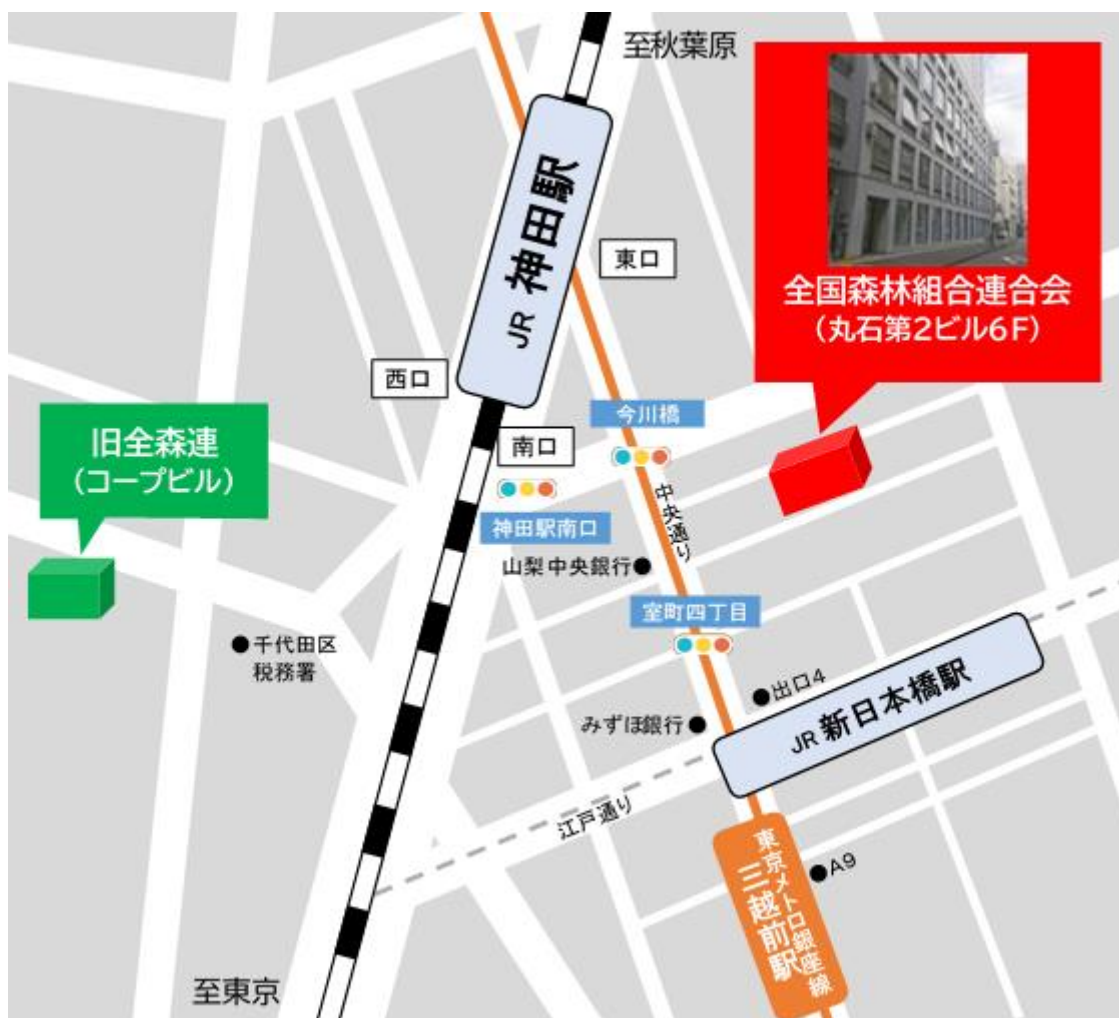 至秋葉原
JR 神田駅
東口
全国森林組合連合会
(丸石第2ビル6F)
西口
今川橋
旧全森連
(コープビル)
南口
神田駅南口
中央通り
山梨中央銀行
室町四丁目
千代田区
税務署
出口4
みずほ銀行
JR 新日本橋駅
江戸通り
東京メトロ銀座線
三越前駅
A9
至東京